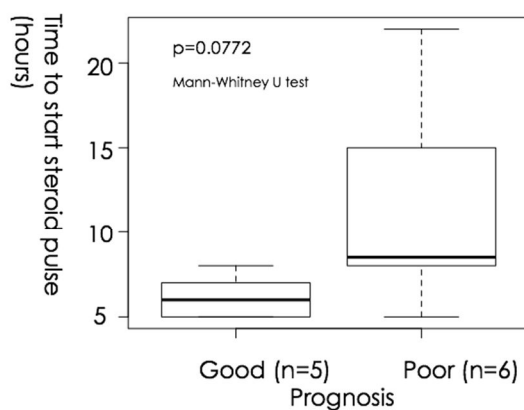 Time to start steroid pulse
(hours)
20
15
10
5
p=0.0772
Mann-Whitney U test
Good (n=5)
Poor (n=6)
Prognosis